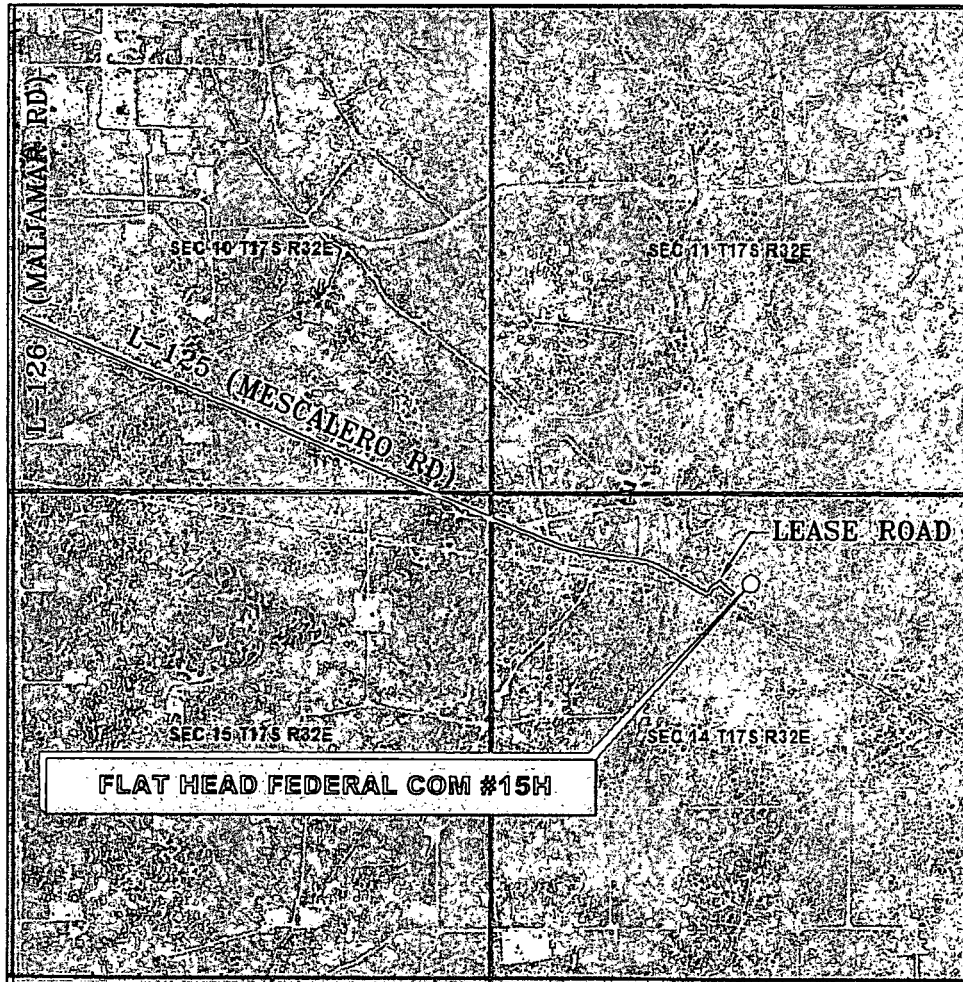 L-126 (MALJAMAR RD)
SEC 10 T17S R32E
SEC 11 T17S R32E
L-125 (MESCALERO RD)
LEASE ROAD
SEC 15 T17S R32E
SEC 14 T17S R32E
FLAT HEAD FEDERAL COM #15H